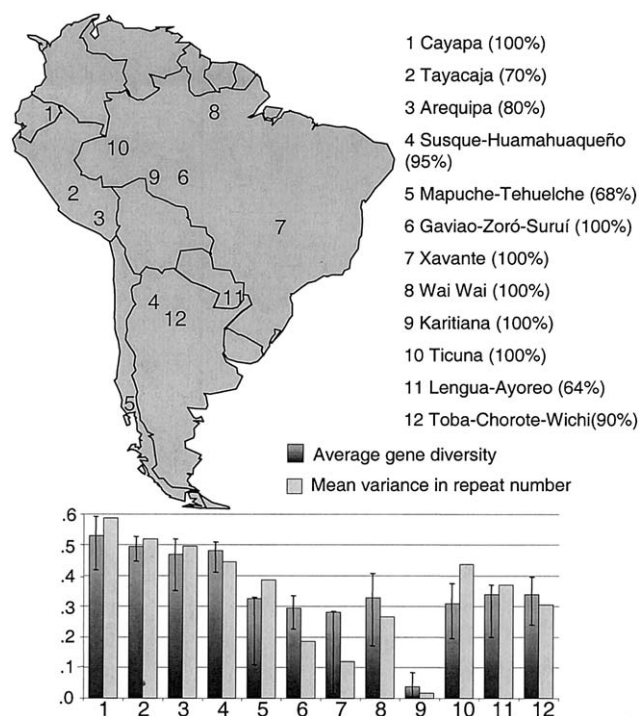 1 Cayapa (100%)
2 Tayacaja (70%)
3 Arequipa (80%)
4 Susque-Huamahuaqueño
(95%)
5 Mapuche-Tehuelche (68%)
6 Gaviao-Zoró-Suruí (100%)
7 Xavante (100%)
8 Wai Wai (100%)
9 Karitiana (100%)
10 Ticuna (100%)
11 Lengua-Ayoreo (64%)
12 Toba-Chorote-Wichi(90%)
1
8
10
9 6
2
3
7
4
11
12
5
Average gene diversity
Mean variance in repeat number
.6
.5
.4
.3
.2
.1
.0
1 2 3 4 5 6 7 8 9 10 11 12